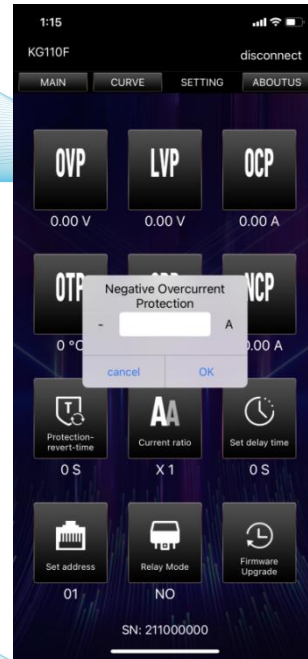 1:15
KG110F
disconnect
MAIN CURVE SETTING ABOUTUS
OVP LVP OCP
0.00 V 0.00 V 0.00 A
OTP NCP
Negative Overcurrent
Protection
- A
cancel OK
0 °C .00 A
Protection-
revert-time
Current ratio
Set delay time
0 S X 1 0 S
Set address
Relay Mode
Firmware
Upgrade
01 NO
SN: 211000000